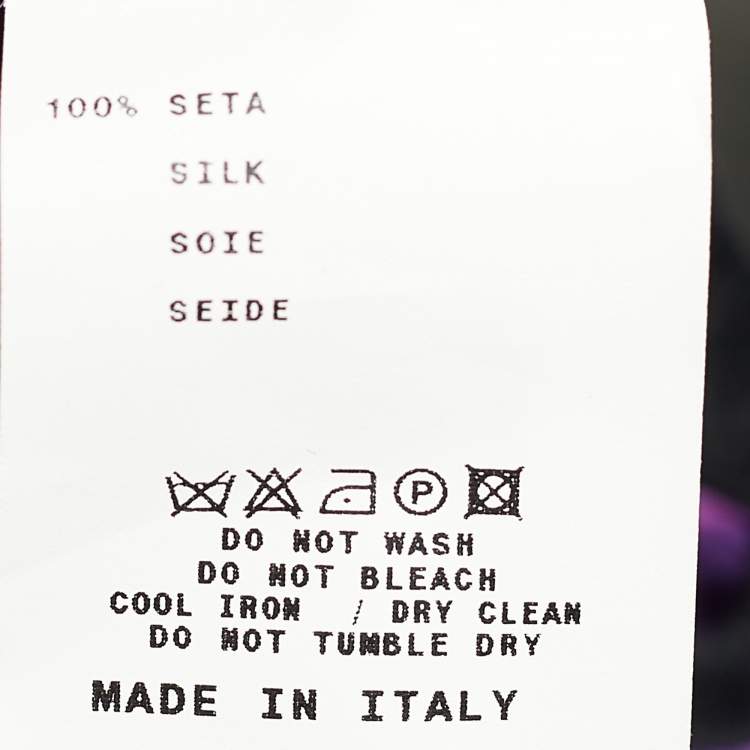 100% SETA
SILK
SOIE
SEIDE
P
DO NOT WASH
DO NOT BLEACH
COOL IRON / DRY CLEAN
DO NOT TUMBLE DRY
MADE IN ITALY